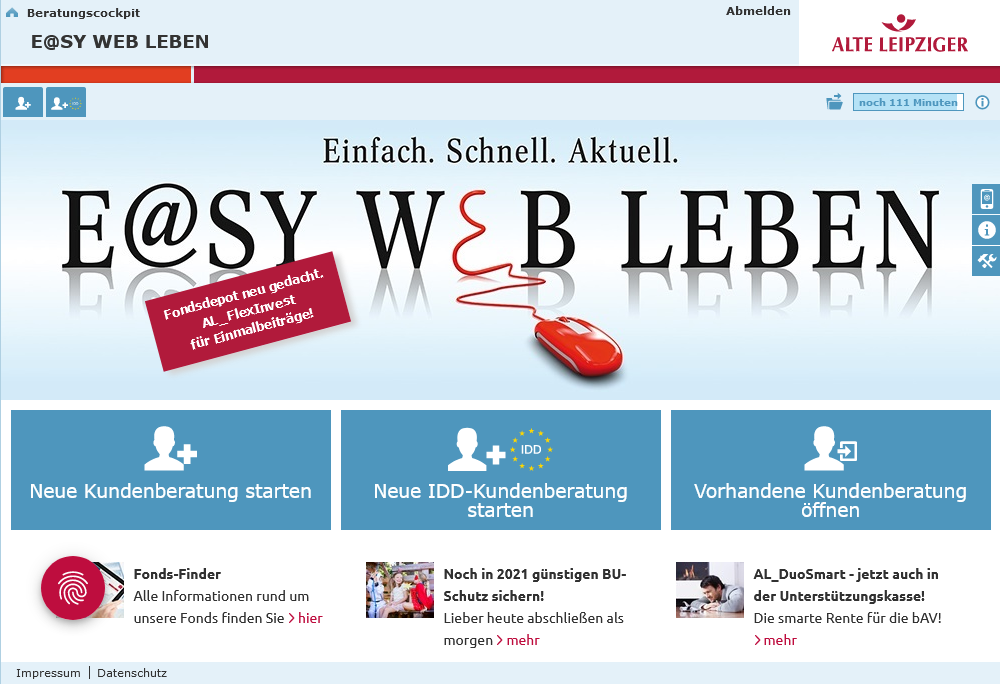 Beratungscockpit
Abmelden
E@SY WEB LEBEN
ALTE LEIPZIGER
IDD
noch 111 Minuten
Einfach. Schnell. Aktuell.
E@SY WEB LEBEN
Fondsdepot neu gedacht.
AL_FlexInvest
für Einmalbeiträge!
Neue Kundenberatung starten
IDD
Neue IDD-Kundenberatung
starten
Vorhandene Kundenberatung
öffnen
Fonds-Finder
Alle Informationen rund um
unsere Fonds finden Sie > hier
Noch in 2021 günstigen BU-
Schutz sichern!
Lieber heute abschließen als
morgen > mehr
AL_DuoSmart - jetzt auch in
der Unterstützungskasse!
Die smarte Rente für die bAV!
> mehr
Impressum | Datenschutz